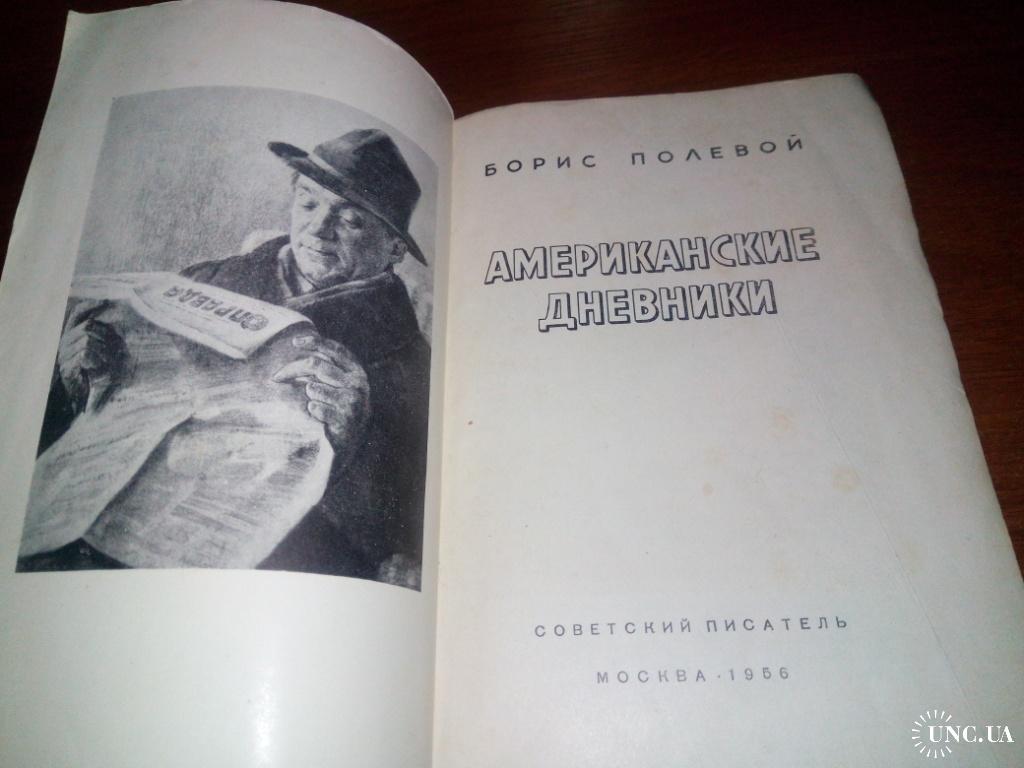 ПРАВДА
БОРИС ПОЛЕВОЙ
АМЕРИКАНСКИЕ
ДНЕВНИКИ
СОВЕТСКИЙ ПИСАТЕЛЬ
МОСКВА · 1956
UNC.UA